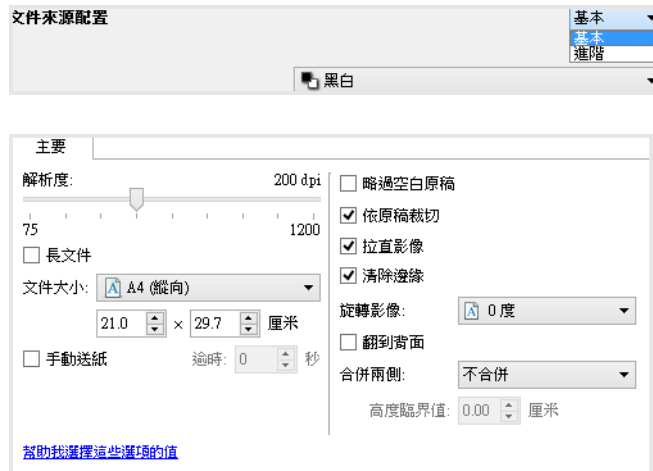 文件來源配置
基本
基本
進階
黑白
主要
解析度: 200 dpi
75 1200
長文件
文件大小: A4 (縱向)
21.0 × 29.7 厘米
手動送紙 逾時: 0 秒
幫助我選擇這些選項的值
略過空白原稿
依原稿裁切
拉直影像
清除邊緣
旋轉影像: 0 度
翻到背面
合併兩側: 不合併
高度臨界值: 0.00 厘米